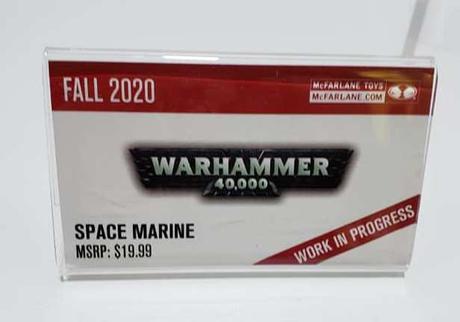 FALL 2020
McFARLANE TOYS
McFARLANE.COM
WARHAMMER
40,000
SPACE MARINE
MSRP: $19.99
WORK IN PROGRESS